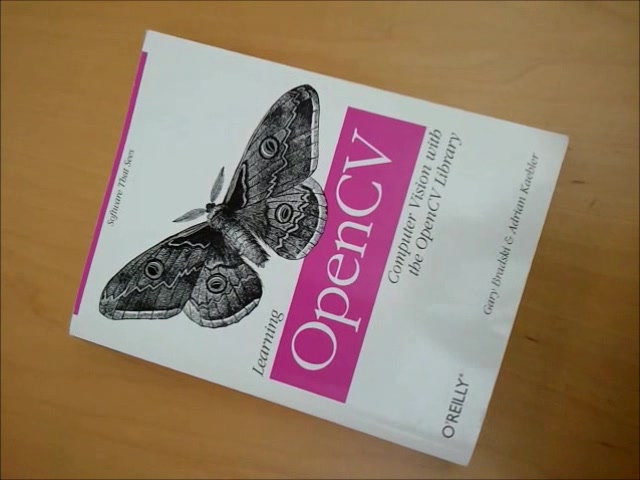 Software That Sees
Learning
OpenCV
Computer Vision with
the OpenCV Library
O'REILLY®
Gary Bradski & Adrian Kaehler